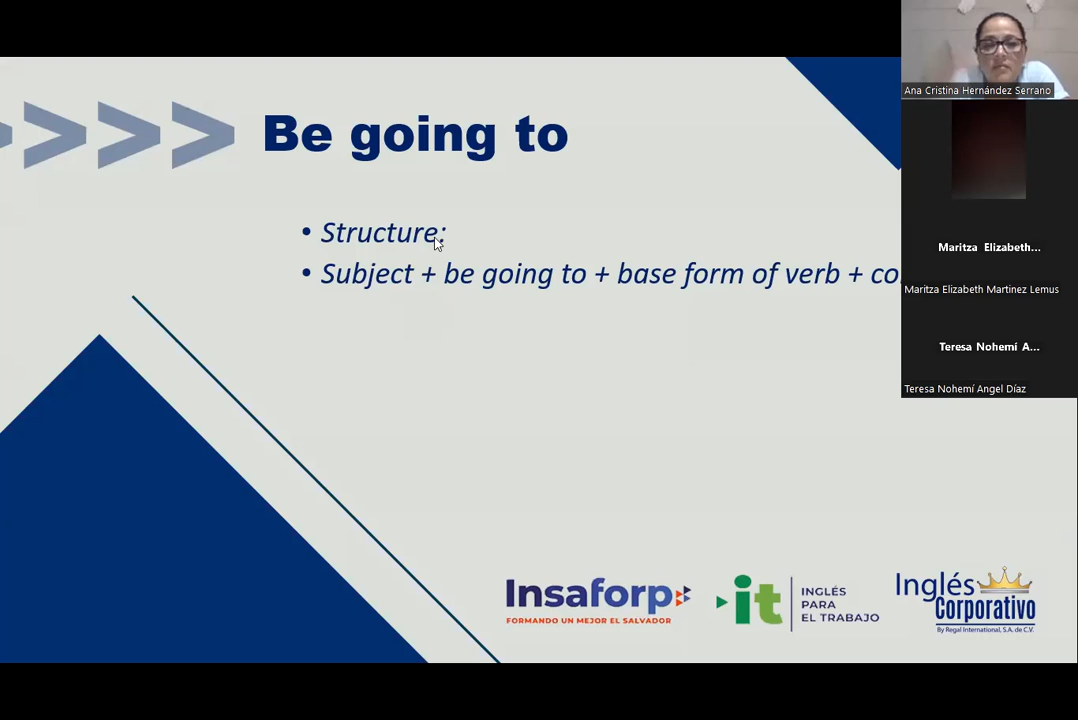 Be going to
• Structure:
• Subject + be going to + base form of verb + co
Ana Cristina Hernández Serrano
Maritza Elizabeth...
Maritza Elizabeth Martinez Lemus
Teresa Nohemí A...
Teresa Nohemí Angel Díaz
Insaforp
FORMANDO UN MEJOR EL SALVADOR
it
INGLÉS
PARA
EL TRABAJO
Inglés
Corporativo
By Regal International, S.A. de C.V.